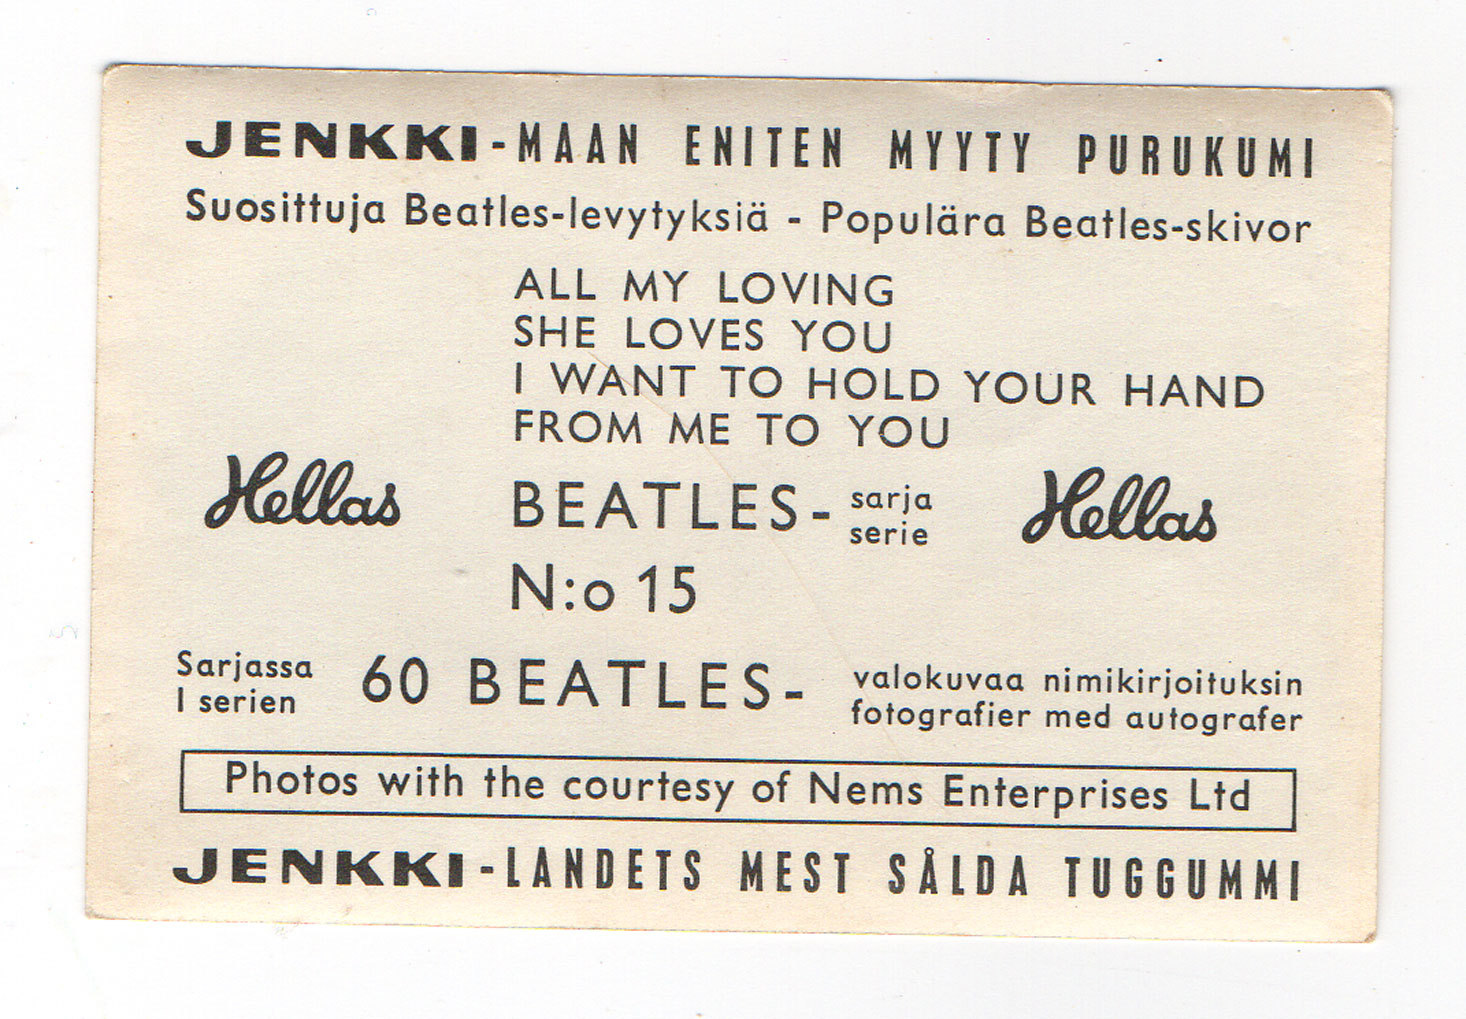 JENKKI-MAAN ENITEN MYYTY PURUKUMI
Suosittuja Beatles-levytyksiä - Populära Beatles-skivor
ALL MY LOVING
SHE LOVES YOU
I WANT TO HOLD YOUR HAND
FROM ME TO YOU
Hellas BEATLES- sarja Hellas
serie
N:o 15
Sarjassa 60 BEATLES- valokuvaa nimikirjoituksin
I serien fotografier med autografer
Photos with the courtesy of Nems Enterprises Ltd
JENKKI-LANDETS MEST SÅLDA TUGGUMMI